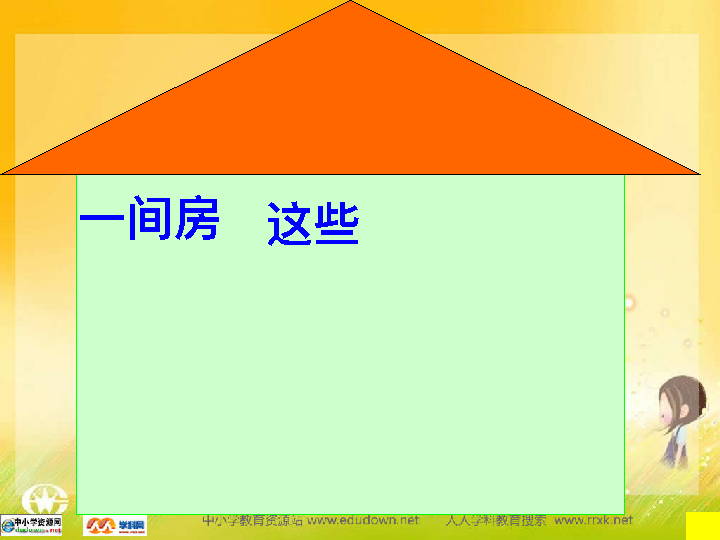 一间房 这些
中小学资源网
学科网
中小学教育资源站 www.edudown.net 人人学科教育搜索 www.rrxk.net